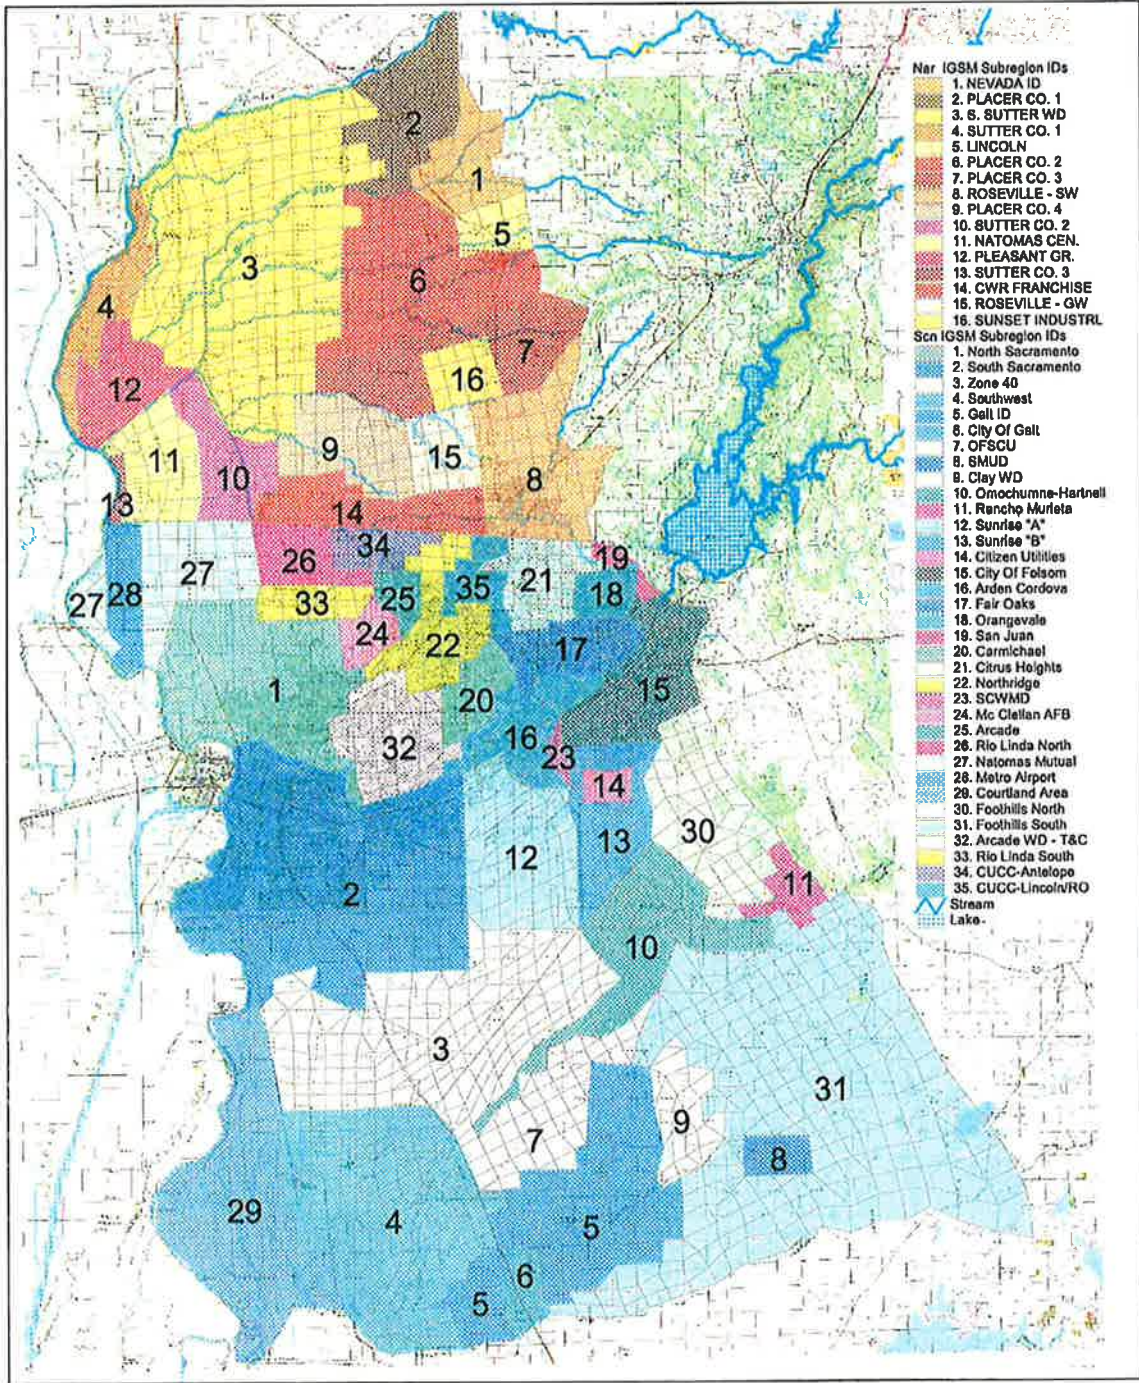 Nar IGSM Subregion IDs
1. NEVADA ID
2. PLACER CO. 1
3. S. SUTTER WD
4. SUTTER CO. 1
5. LINCOLN
6. PLACER CO. 2
7. PLACER CO. 3
8. ROSEVILLE - SW
9. PLACER CO. 4
10. SUTTER CO. 2
11. NATOMAS CEN.
12. PLEASANT GR.
13. SUTTER CO. 3
14. CWR FRANCHISE
15. ROSEVILLE - GW
16. SUNSET INDUSTRL
Scn IGSM Subregion IDs
1. North Sacramento
2. South Sacramento
3. Zone 40
4. Southwest
5. Galt ID
6. City Of Galt
7. OFSCU
8. SMUD
9. Clay WD
10. Omochumne-Hartnell
11. Rancho Murieta
12. Sunrise "A"
13. Sunrise "B"
14. Citizen Utilities
15. City Of Folsom
16. Arden Cordova
17. Fair Oaks
18. Orangevale
19. San Juan
20. Carmichael
21. Citrus Heights
22. Northridge
23. SCWMD
24. Mc Clellan AFB
25. Arcade
26. Rio Linda North
27. Natomas Mutual
28. Metro Airport
29. Courtland Area
30. Foothills North
31. Foothills South
32. Arcade WD - T&C
33. Rio Linda South
34. CUCC-Antelope
35. CUCC-Lincoln/RO
Stream
Lake
2
1
5
3
6
4
7
16
12
9
15
11
10
8
13
14
34
26
19
27
28
35
21
27
25
18
33
24
22
17
1
20
15
32
16
23
14
30
12
13
11
2
10
3
31
9
7
8
29
4
5
6
5